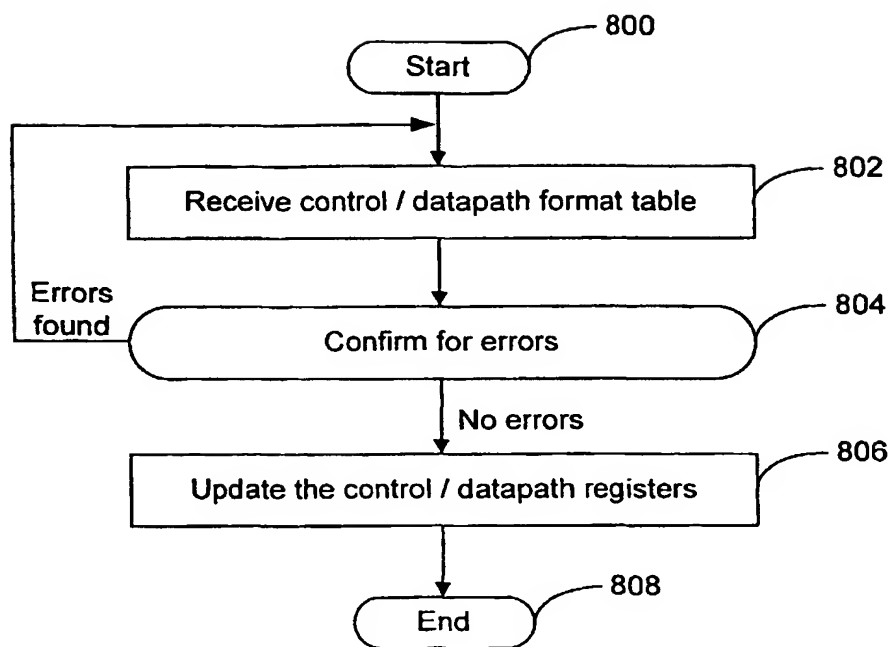 800
Start
802
Receive control / datapath format table
Errors
found
804
Confirm for errors
No errors
806
Update the control / datapath registers
808
End